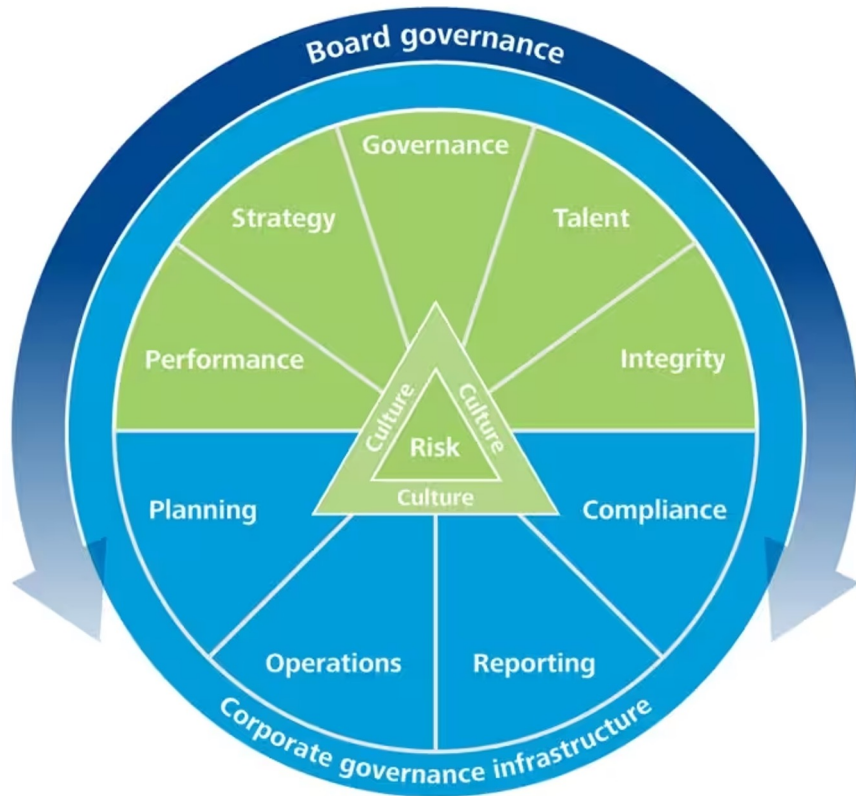 Board governance
Governance
Strategy
Talent
Performance
Integrity
Culture
Culture
Risk
Culture
Planning
Compliance
Operations
Reporting
Corporate governance infrastructure